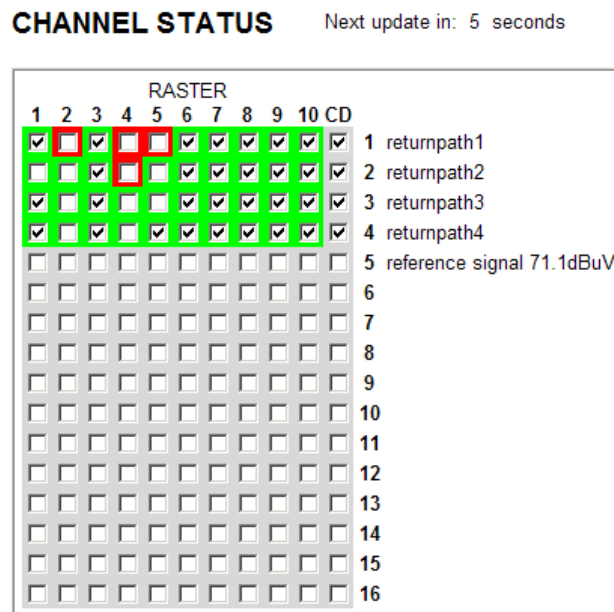 CHANNEL STATUS Next update in: 5 seconds
RASTER
1 2 3 4 5 6 7 8 9 10 CD
1 returnpath1
2 returnpath2
3 returnpath3
4 returnpath4
5 reference signal 71.1dBuV
6
7
8
9
10
11
12
13
14
15
16